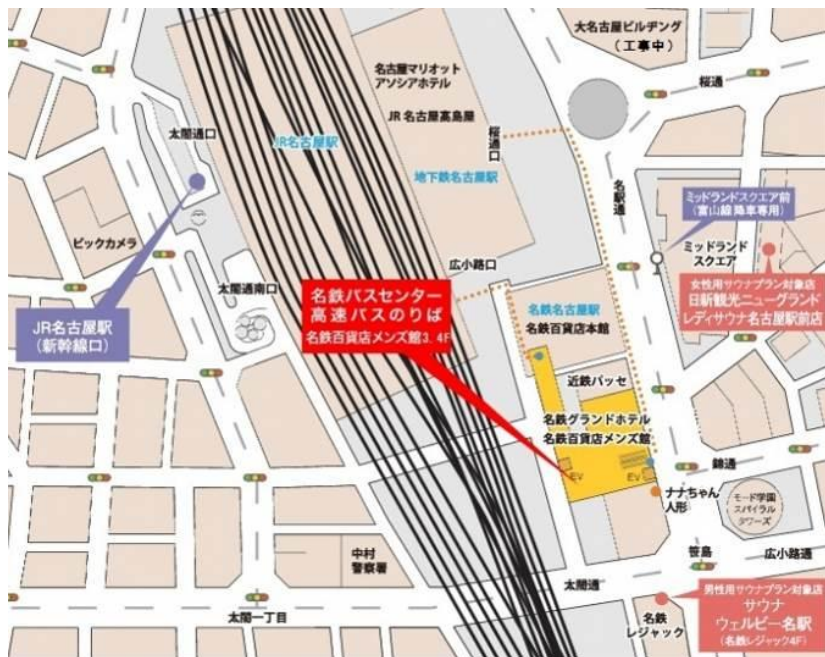 大名古屋ビルヂング
(工事中)
名古屋マリオット
アソシアホテル
JR名古屋髙島屋
桜通
太閤通口
JR名古屋駅
桜通口
地下鉄名古屋駅
名駅通
ミッドランドスクエア前
(富山線降車専用)
ビックカメラ
ミッドランド
スクエア
広小路口
太閤通南口
女性用サウナプラン対象店
日新観光ニューグランド
レディサウナ名古屋駅前店
名鉄バスセンター
高速バスのりば
名鉄百貨店メンズ館3.4F
JR名古屋駅
(新幹線口)
名鉄名古屋駅
名鉄百貨店本館
近鉄パッセ
名鉄グランドホテル
名鉄百貨店メンズ館
EV
EV
錦通
ナナちゃん
人形
モード学園
スパイラル
タワーズ
中村
警察署
笹島
広小路通
太閤通
太閤一丁目
名鉄
レジャック
男性用サウナプラン対象店
サウナ
ウェルビー名駅
(名鉄レジャック4F)